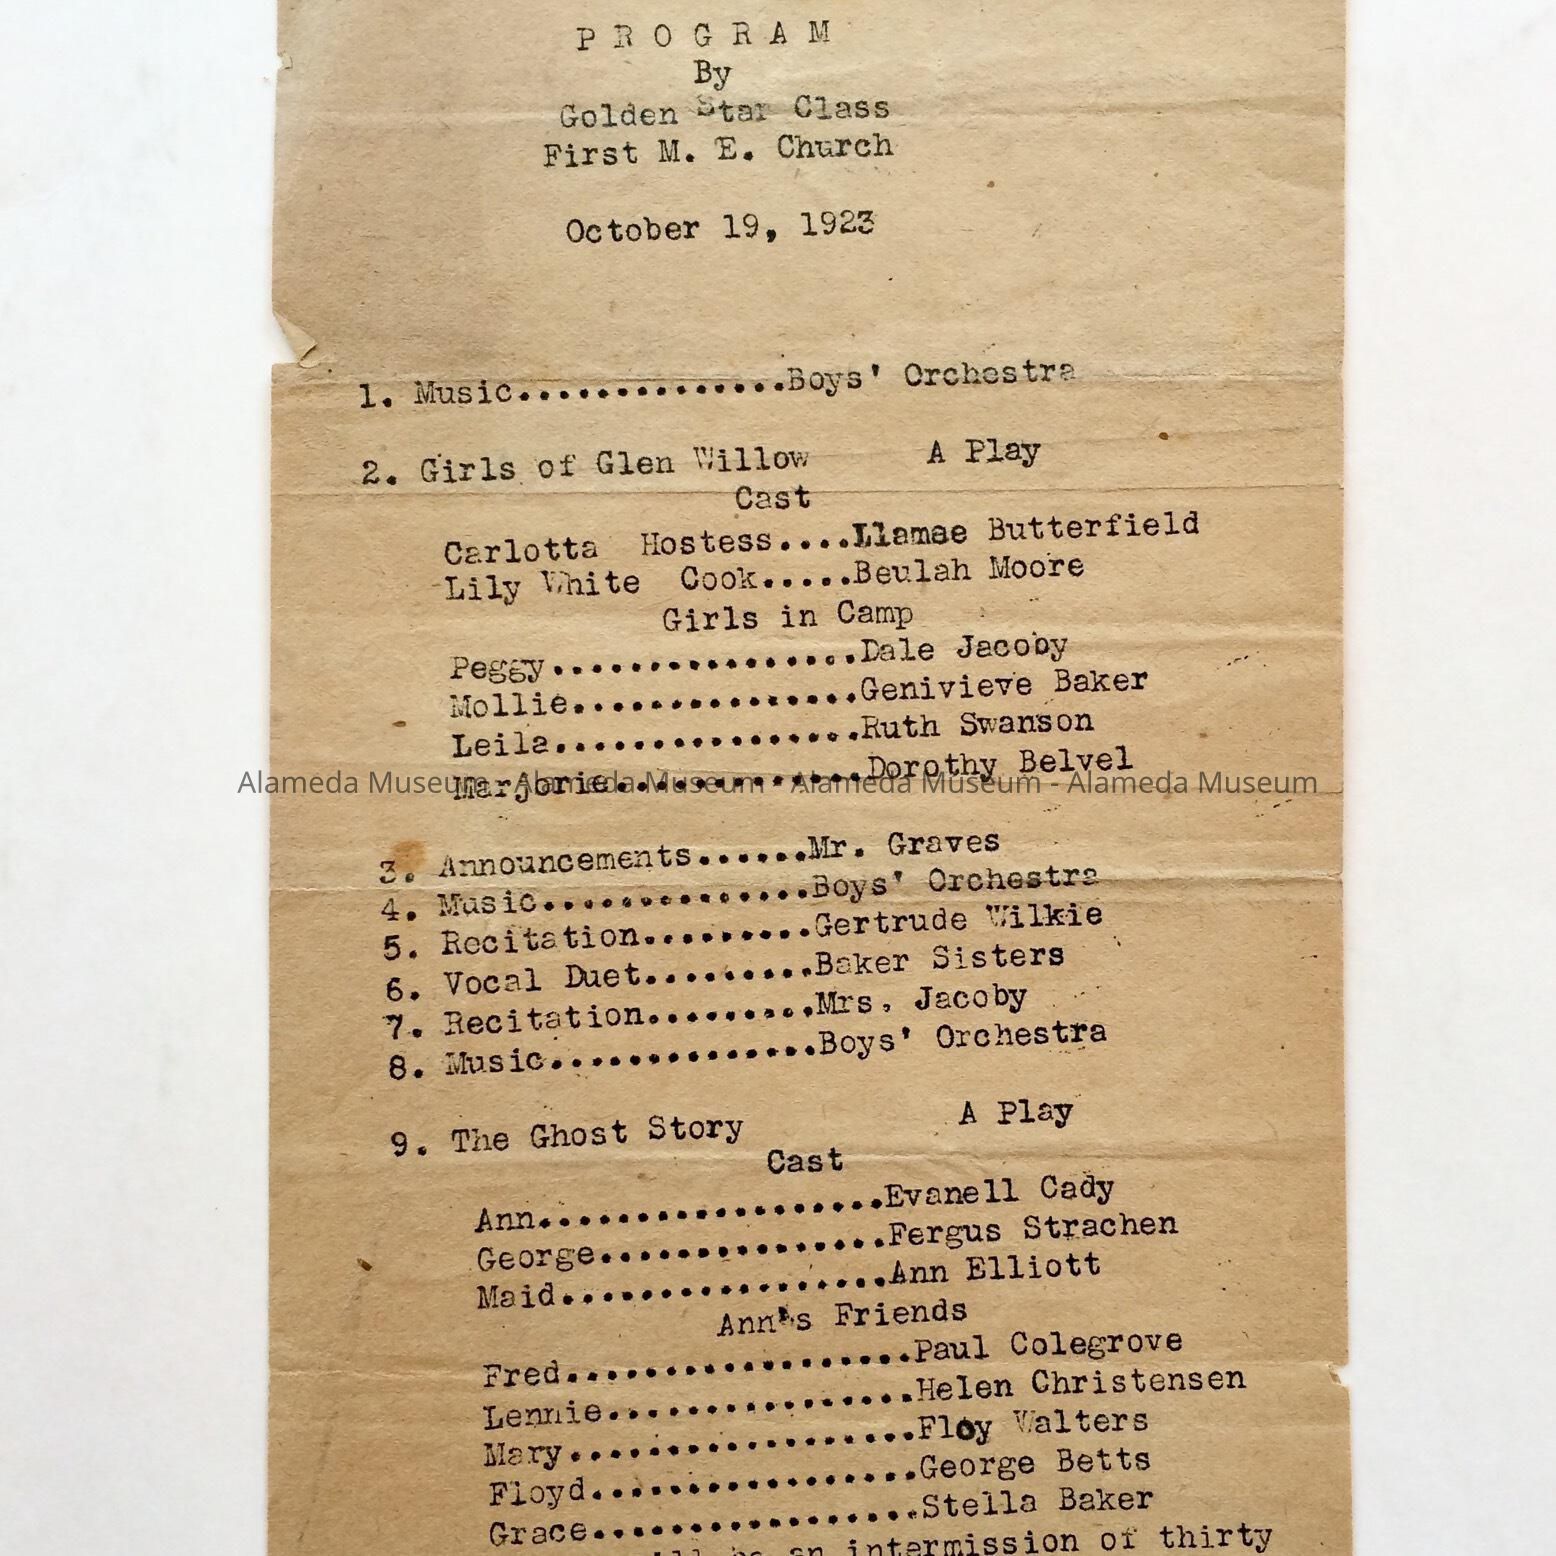 PROGRAM
By
Golden Star Class
First M. E. Church
October 19, 1923
1. Music..............Boys' Orchestra
2. Girls of Glen Willow A Play
Cast
Carlotta Hostess....Llamae Butterfield
Lily White Cook.....Beulah Moore
Girls in Camp
Peggy................Dale Jacoby
Mollie...............Genivieve Baker
Leila................Ruth Swanson
Marjorie.............Dorothy Belvel
Alameda Museum - Alameda Museum - Alameda Museum - Alameda Museum
3. Announcements......Mr. Graves
4. Music..............Boys' Orchestra
5. Recitation.........Gertrude Wilkie
6. Vocal Duet.........Baker Sisters
7. Recitation.........Mrs. Jacoby
8. Music..............Boys' Orchestra
9. The Ghost Story A Play
Cast
Ann..................Evanell Cady
George...............Fergus Strachen
Maid.................Ann Elliott
Ann's Friends
Fred..................Paul Colegrove
Lennie................Helen Christensen
Mary..................Floy Walters
Floyd.................George Betts
Grace.................Stella Baker
be an intermission of thirty